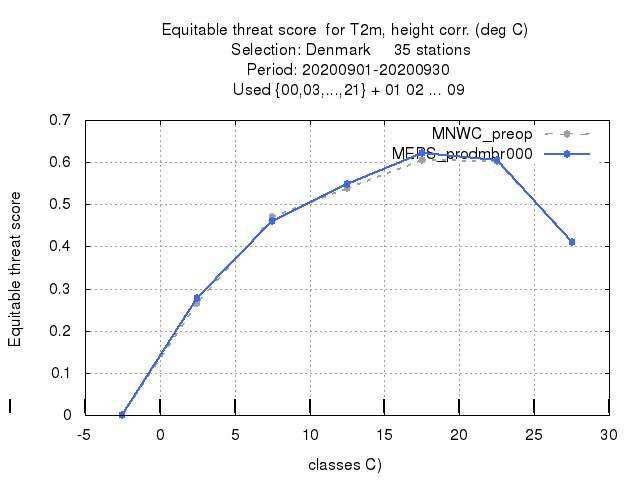 Equitable threat score for T2m, height corr. (deg C)
Selection: Denmark 35 stations
Period: 20200901-20200930
Used {00,03,...,21} + 01 02 ... 09
0.7
0.6
0.5
0.4
0.3
0.2
0.1
0
Equitable threat score
MNWC_preop
MEPS_prodmbr000
-5
0
5
10
15
20
25
30
classes C)